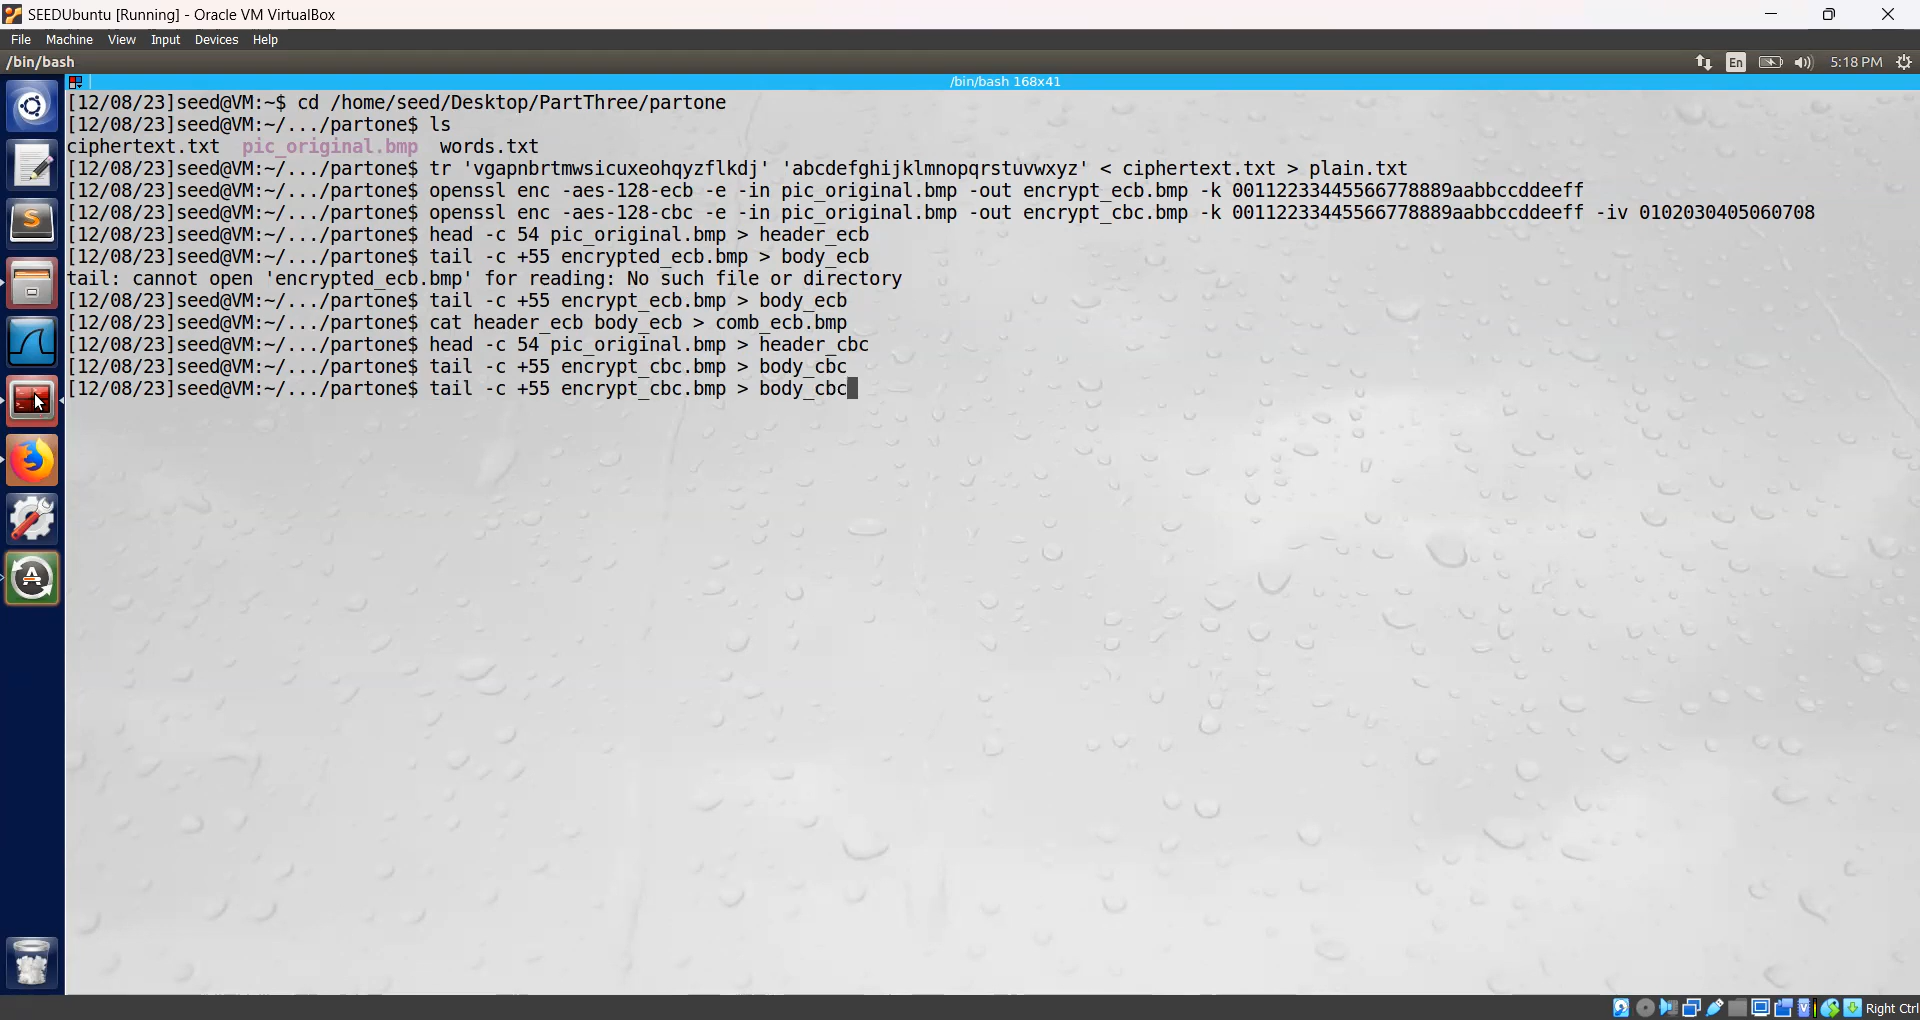 SEEDUbuntu [Running] - Oracle VM VirtualBox
File Machine View Input Devices Help
/bin/bash En 5:18 PM
/bin/bash 168x41
[12/08/23]seed@VM:~$ cd /home/seed/Desktop/PartThree/partone
[12/08/23]seed@VM:~/.../partone$ ls
ciphertext.txt pic_original.bmp words.txt
[12/08/23]seed@VM:~/.../partone$ tr 'vgapnbrtmwsicuxeohqyzflkdj' 'abcdefghijklmnopqrstuvwxyz' < ciphertext.txt > plain.txt
[12/08/23]seed@VM:~/.../partone$ openssl enc -aes-128-ecb -e -in pic_original.bmp -out encrypt_ecb.bmp -k 00112233445566778889aabbccddeeff
[12/08/23]seed@VM:~/.../partone$ openssl enc -aes-128-cbc -e -in pic_original.bmp -out encrypt_cbc.bmp -k 00112233445566778889aabbccddeeff -iv 0102030405060708
[12/08/23]seed@VM:~/.../partone$ head -c 54 pic_original.bmp > header_ecb
[12/08/23]seed@VM:~/.../partone$ tail -c +55 encrypted_ecb.bmp > body_ecb
tail: cannot open 'encrypted_ecb.bmp' for reading: No such file or directory
[12/08/23]seed@VM:~/.../partone$ tail -c +55 encrypt_ecb.bmp > body_ecb
[12/08/23]seed@VM:~/.../partone$ cat header_ecb body_ecb > comb_ecb.bmp
[12/08/23]seed@VM:~/.../partone$ head -c 54 pic_original.bmp > header_cbc
[12/08/23]seed@VM:~/.../partone$ tail -c +55 encrypt_cbc.bmp > body_cbc
[12/08/23]seed@VM:~/.../partone$ tail -c +55 encrypt_cbc.bmp > body_cbc
Right Ctrl